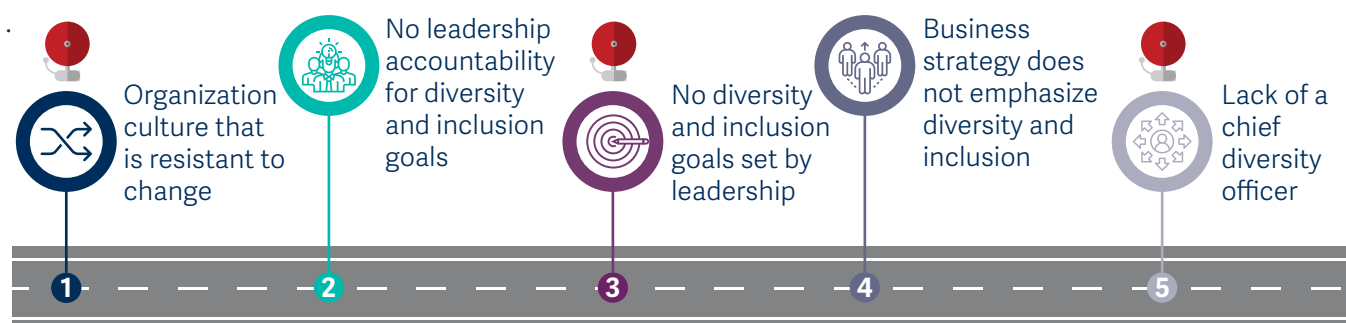 .
Organization
culture that
is resistant to
change
No leadership
accountability
for diversity
and inclusion
goals
No diversity
and inclusion
goals set by
leadership
Business
strategy does
not emphasize
diversity and
inclusion
Lack of a
chief
diversity
officer
1
2
3
4
5